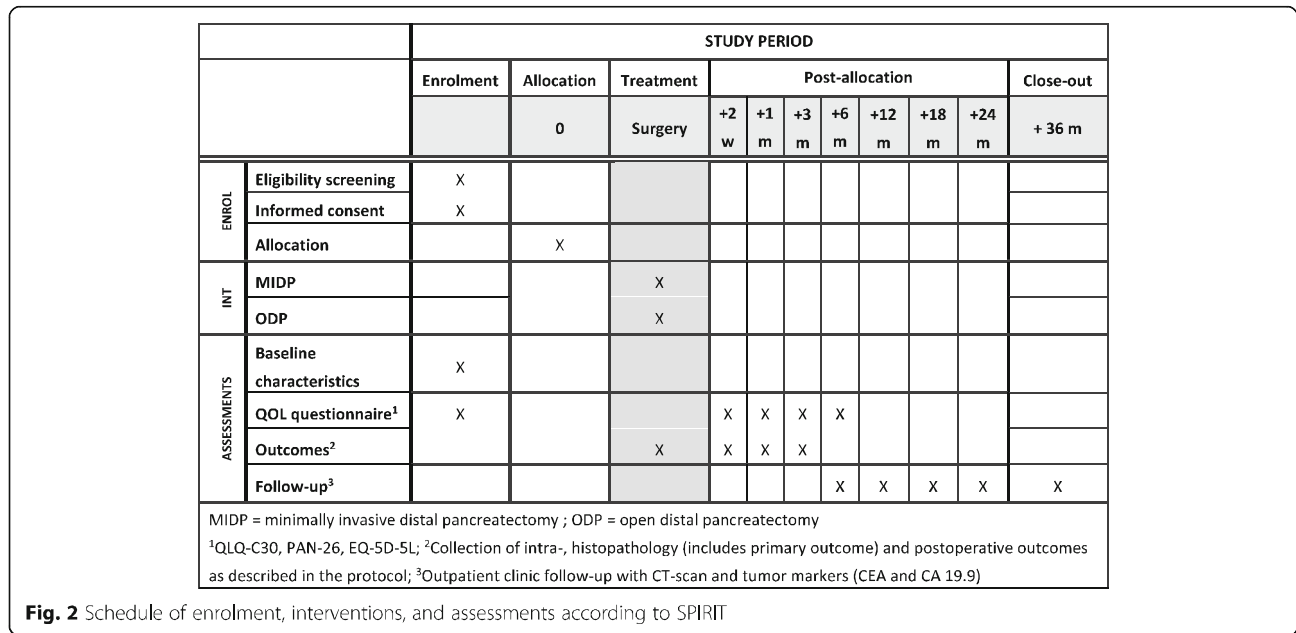 STUDY PERIOD
Enrolment Allocation Treatment Post-allocation Close-out
0 Surgery +2 w +1 m +3 m +6 m +12 m +18 m +24 m + 36 m
ENROL
Eligibility screening X
Informed consent X
Allocation X
INT
MIDP X
ODP X
ASSESSMENTS
Baseline
characteristics X
QOL questionnaire¹ X X X X X
Outcomes² X X X X
Follow-up³ X X X X X
MIDP = minimally invasive distal pancreatectomy ; ODP = open distal pancreatectomy
¹QLQ-C30, PAN-26, EQ-5D-5L; ²Collection of intra-, histopathology (includes primary outcome) and postoperative outcomes
as described in the protocol; ³Outpatient clinic follow-up with CT-scan and tumor markers (CEA and CA 19.9)
Fig. 2 Schedule of enrolment, interventions, and assessments according to SPIRIT